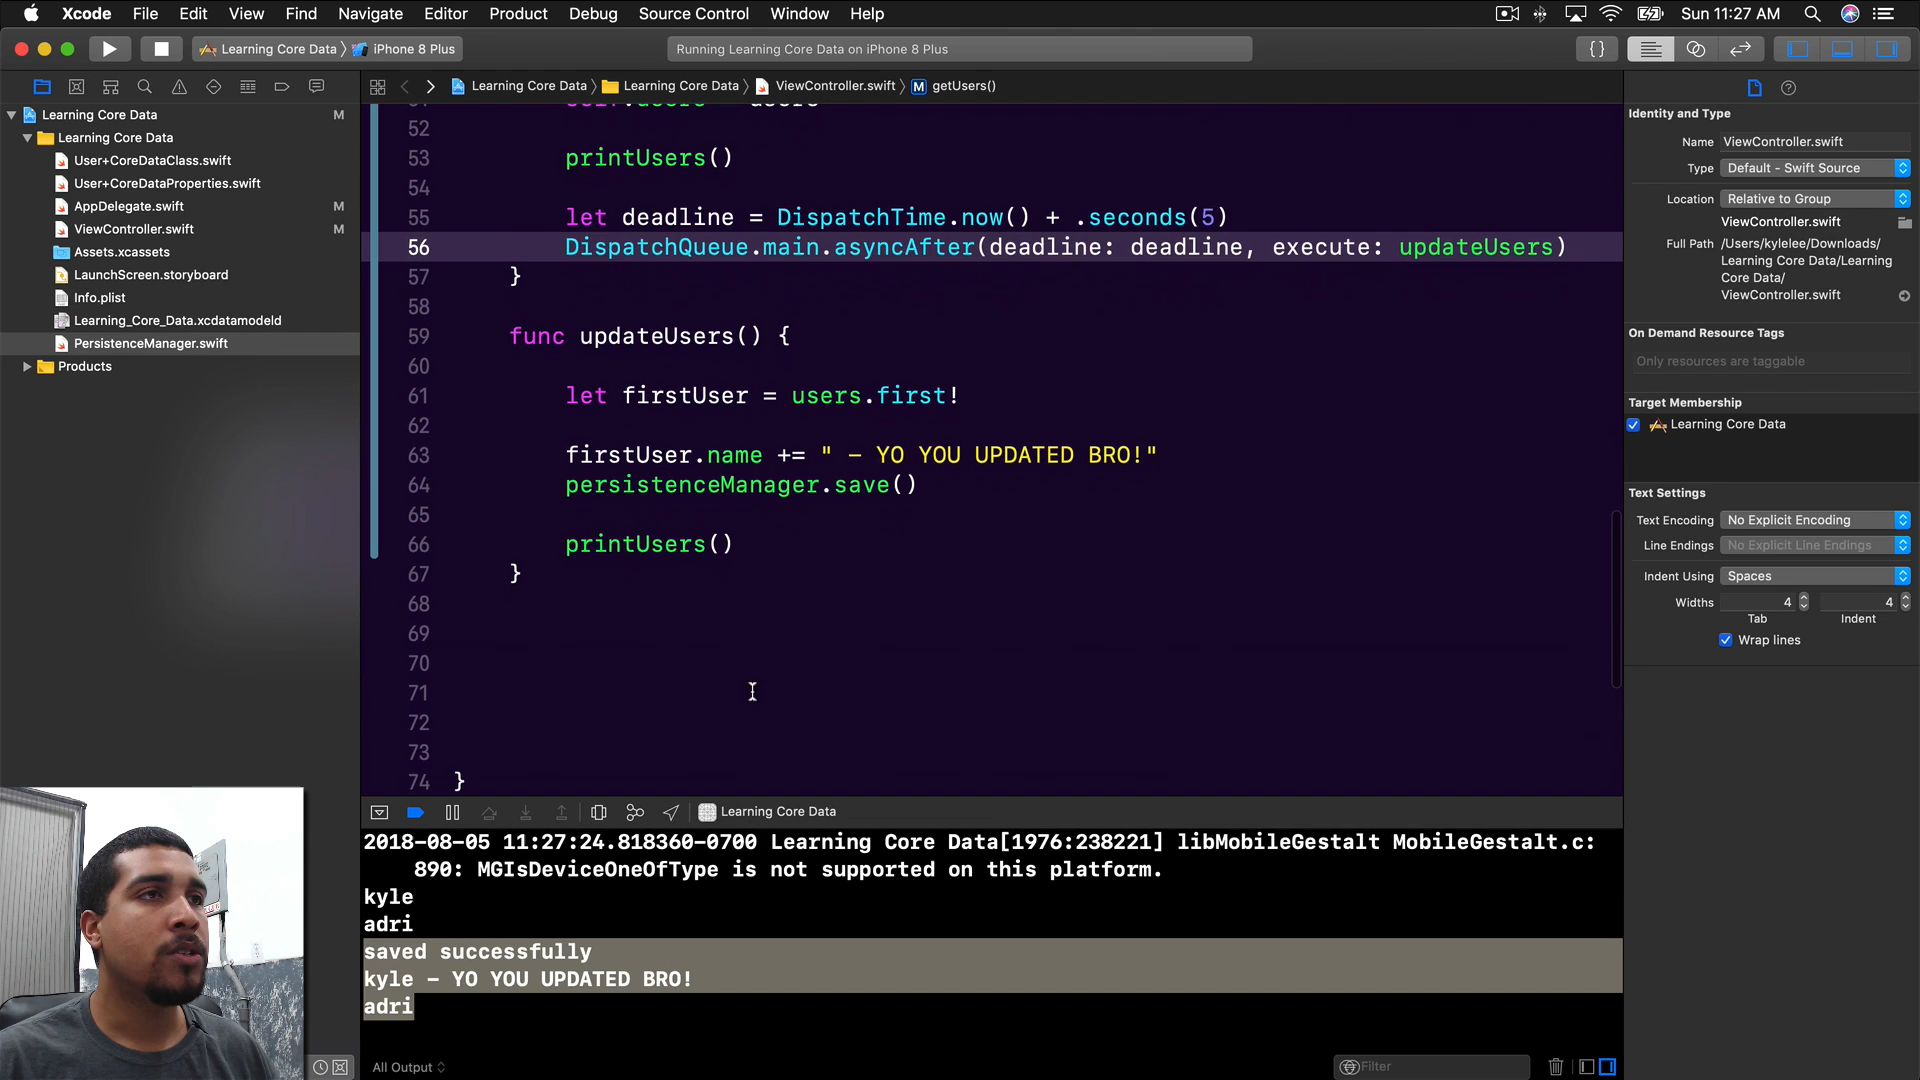 Xcode File Edit View Find Navigate Editor Product Debug Source Control Window Help Sun 11:27 AM
Learning Core Data iPhone 8 Plus Running Learning Core Data on iPhone 8 Plus
Learning Core Data Learning Core Data ViewController.swift M getUsers()
Learning Core Data M
Learning Core Data
User+CoreDataClass.swift
User+CoreDataProperties.swift
AppDelegate.swift M
ViewController.swift M
Assets.xcassets
LaunchScreen.storyboard
Info.plist
Learning_Core_Data.xcdatamodeld
PersistenceManager.swift
Products
52
53 printUsers()
54
55 let deadline = DispatchTime.now() + .seconds(5)
56 DispatchQueue.main.asyncAfter(deadline: deadline, execute: updateUsers)
57 }
58
59 func updateUsers() {
60
61 let firstUser = users.first!
62
63 firstUser.name += " - YO YOU UPDATED BRO!"
64 persistenceManager.save()
65
66 printUsers()
67 }
68
69
70
71
72
73
74 }
Learning Core Data
2018-08-05 11:27:24.818360-0700 Learning Core Data[1976:238221] libMobileGestalt MobileGestalt.c:
890: MGIsDeviceOneOfType is not supported on this platform.
kyle
adri
saved successfully
kyle - YO YOU UPDATED BRO!
adri
All Output
Filter
Identity and Type
Name ViewController.swift
Type Default - Swift Source
Location Relative to Group
ViewController.swift
Full Path /Users/kylelee/Downloads/
Learning Core Data/Learning
Core Data/
ViewController.swift
On Demand Resource Tags
Only resources are taggable
Target Membership
Learning Core Data
Text Settings
Text Encoding No Explicit Encoding
Line Endings No Explicit Line Endings
Indent Using Spaces
Widths 4 4
Tab Indent
Wrap lines